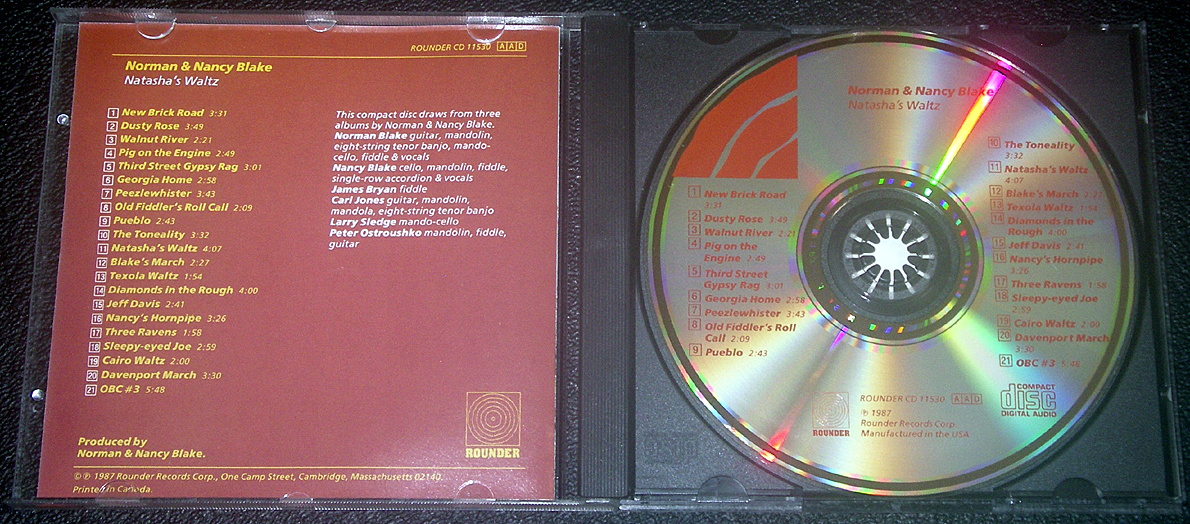 ROUNDER CD 11530 AAD
Norman & Nancy Blake
Natasha's Waltz
1 New Brick Road 3:31
2 Dusty Rose 3:49
3 Walnut River 2:21
4 Pig on the Engine 2:49
5 Third Street Gypsy Rag 3:01
6 Georgia Home 2:58
7 Peezlewhister 3:43
8 Old Fiddler's Roll Call 2:09
9 Pueblo 2:43
10 The Toneality 3:32
11 Natasha's Waltz 4:07
12 Blake's March 2:27
13 Texola Waltz 1:54
14 Diamonds in the Rough 4:00
15 Jeff Davis 2:41
16 Nancy's Hornpipe 3:26
17 Three Ravens 1:58
18 Sleepy-eyed Joe 2:59
19 Cairo Waltz 2:00
20 Davenport March 3:30
21 OBC #3 5:48
This compact disc draws from three
albums by Norman & Nancy Blake.
Norman Blake guitar, mandolin,
eight-string tenor banjo, mando-
cello, fiddle & vocals
Nancy Blake cello, mandolin, fiddle,
single-row accordion & vocals
James Bryan fiddle
Carl Jones guitar, mandolin,
mandola, eight-string tenor banjo
Larry Sledge mando-cello
Peter Ostroushko mandolin, fiddle,
guitar
ROUNDER
Produced by
Norman & Nancy Blake.
© ℗ 1987 Rounder Records Corp., One Camp Street, Cambridge, Massachusetts 02140.
Printed in Canada.
Norman & Nancy Blake
Natasha's Waltz
1 New Brick Road
3:31
2 Dusty Rose 3:49
3 Walnut River 2:21
4 Pig on the
Engine 2:49
5 Third Street
Gypsy Rag 3:01
6 Georgia Home 2:58
7 Peezlewhister 3:43
8 Old Fiddler's Roll
Call 2:09
9 Pueblo 2:43
10 The Toneality
3:32
11 Natasha's Waltz
4:07
12 Blake's March 2:27
13 Texola Waltz 1:54
14 Diamonds in the
Rough 4:00
15 Jeff Davis 2:41
16 Nancy's Hornpipe
3:26
17 Three Ravens 1:58
18 Sleepy-eyed Joe
2:59
19 Cairo Waltz 2:00
20 Davenport March
3:30
21 OBC #3 5:48
ROUNDER
ROUNDER CD 11530 AAD
℗ 1987
Rounder Records Corp.
Manufactured in the USA
COMPACT
disc
DIGITAL AUDIO